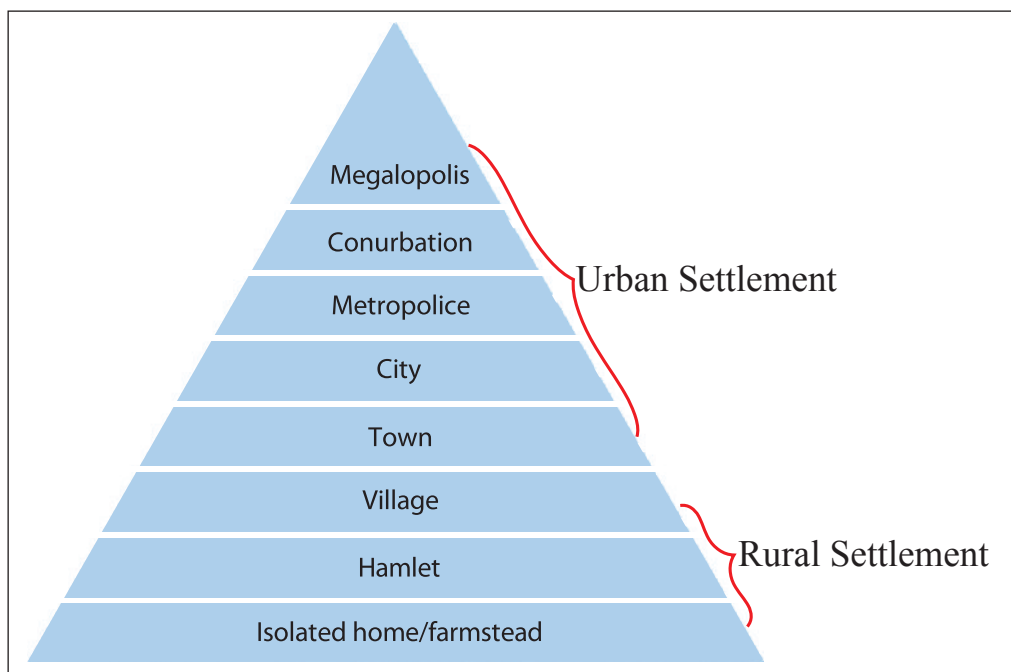 Megalopolis
Conurbation
Urban Settlement
Metropolice
City
Town
Village
Rural Settlement
Hamlet
Isolated home/farmstead